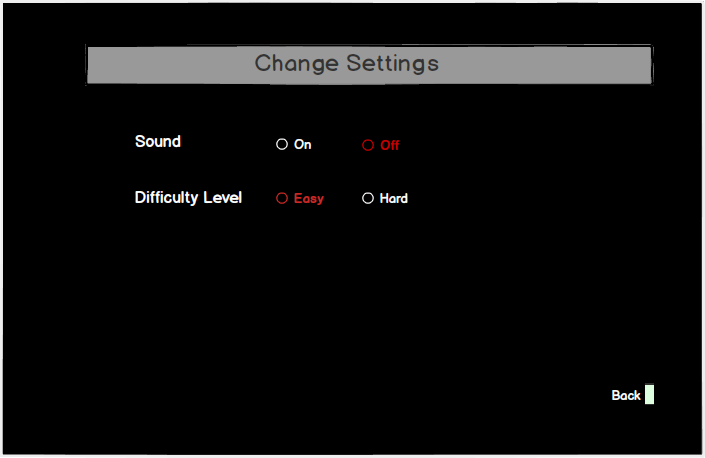 Change Settings
Sound On Off
Difficulty Level Easy Hard
Back